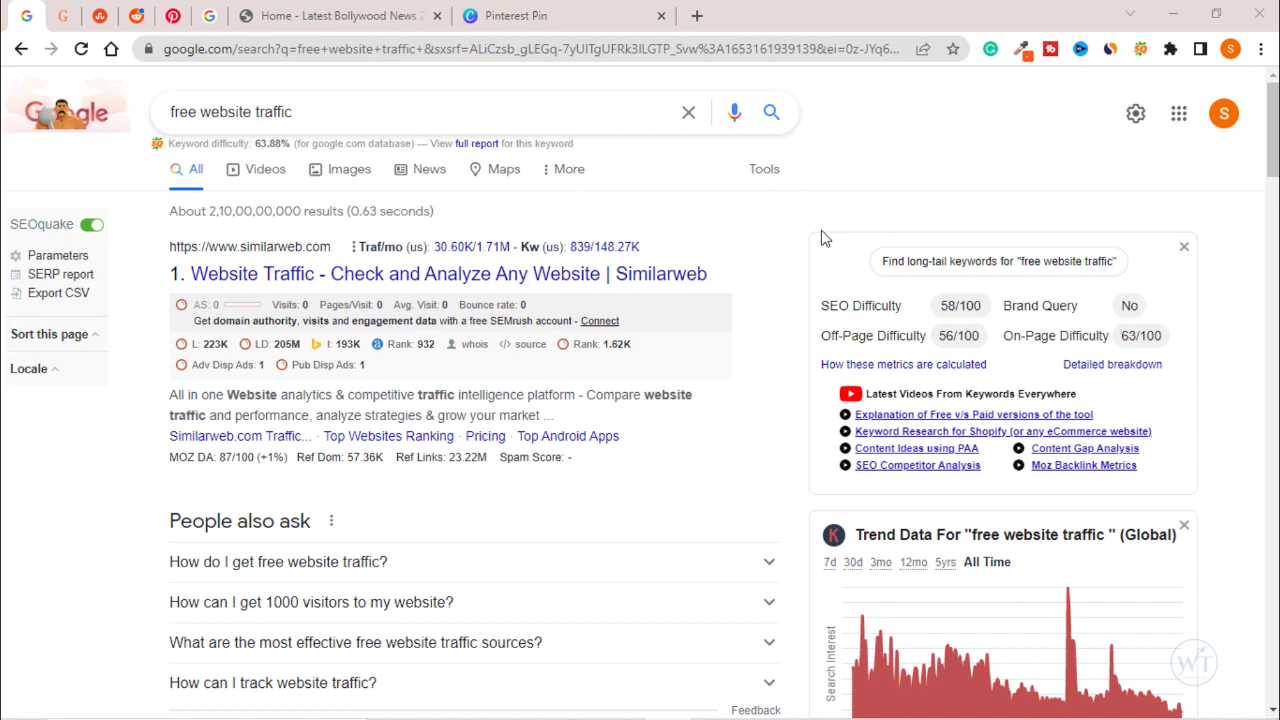 Home - Latest Bollywood News 2
Pinterest Pin
google.com/search?q=free+website+traffic+&sxsrf=ALiCzsb_gLEGq-7yUITgUFRk3ILGTP_Svw%3A1653161939139&ei=0z-JYq6...
Google
free website traffic
S
Keyword difficulty: 63.88% (for google.com database) — View full report for this keyword
All
Videos
Images
News
Maps
More
Tools
About 2,10,00,00,000 results (0.63 seconds)
SEOquake
Parameters
SERP report
Export CSV
Sort this page
Locale
https://www.similarweb.com
Traf/mo (us): 30.60K/1.71M - Kw (us): 839/148.27K
1. Website Traffic - Check and Analyze Any Website | Similarweb
AS: 0 Visits: 0 Pages/Visit: 0 Avg. Visit: 0 Bounce rate: 0
Get domain authority, visits and engagement data with a free SEMrush account - Connect
L: 223K LD: 205M I: 193K Rank: 932 whois source Rank: 1.62K
Adv Disp Ads: 1 Pub Disp Ads: 1
All in one Website analytics & competitive traffic intelligence platform - Compare website
traffic and performance, analyze strategies & grow your market ...
Similarweb.com Traffic... · Top Websites Ranking · Pricing · Top Android Apps
MOZ DA: 87/100 (+1%) Ref Dom: 57.36K Ref Links: 23.22M Spam Score: -
People also ask
How do I get free website traffic?
How can I get 1000 visitors to my website?
What are the most effective free website traffic sources?
How can I track website traffic?
Feedback
Find long-tail keywords for "free website traffic"
SEO Difficulty 58/100 Brand Query No
Off-Page Difficulty 56/100 On-Page Difficulty 63/100
How these metrics are calculated Detailed breakdown
Latest Videos From Keywords Everywhere
Explanation of Free v/s Paid versions of the tool
Keyword Research for Shopify (or any eCommerce website)
Content Ideas using PAA Content Gap Analysis
SEO Competitor Analysis Moz Backlink Metrics
K Trend Data For "free website traffic " (Global)
7d 30d 3mo 12mo 5yrs All Time
Search Interest
WT